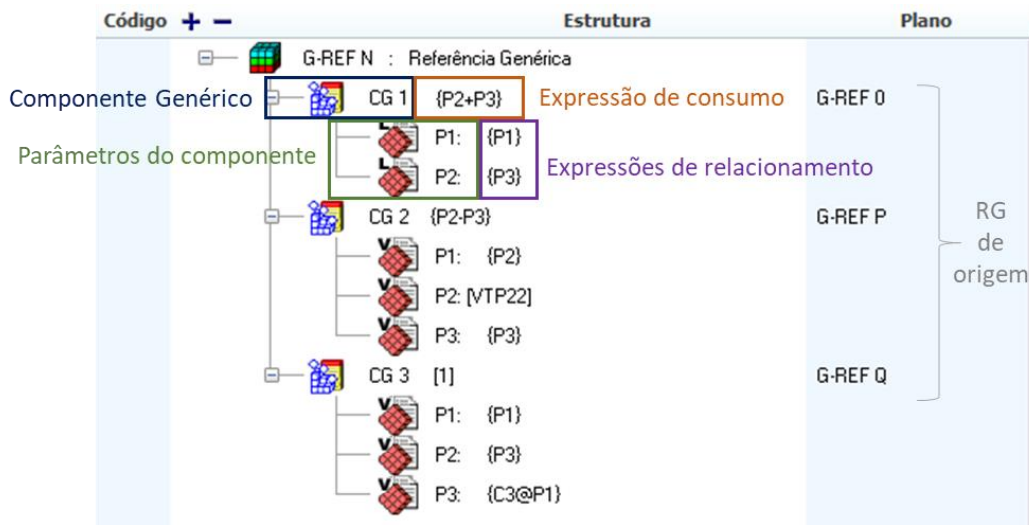 Código + − Estrutura Plano
G-REF N : Referência Genérica
Componente Genérico CG 1 {P2+P3} Expressão de consumo G-REF O
Parâmetros do componente L P1: {P1} Expressões de relacionamento
L P2: {P3}
CG 2 {P2-P3} G-REF P
V P1: {P2}
V P2: [VTP22]
V P3: {P3}
CG 3 [1] G-REF Q
V P1: {P1}
V P2: {P3}
V P3: {C3@P1}
RG
de
origem